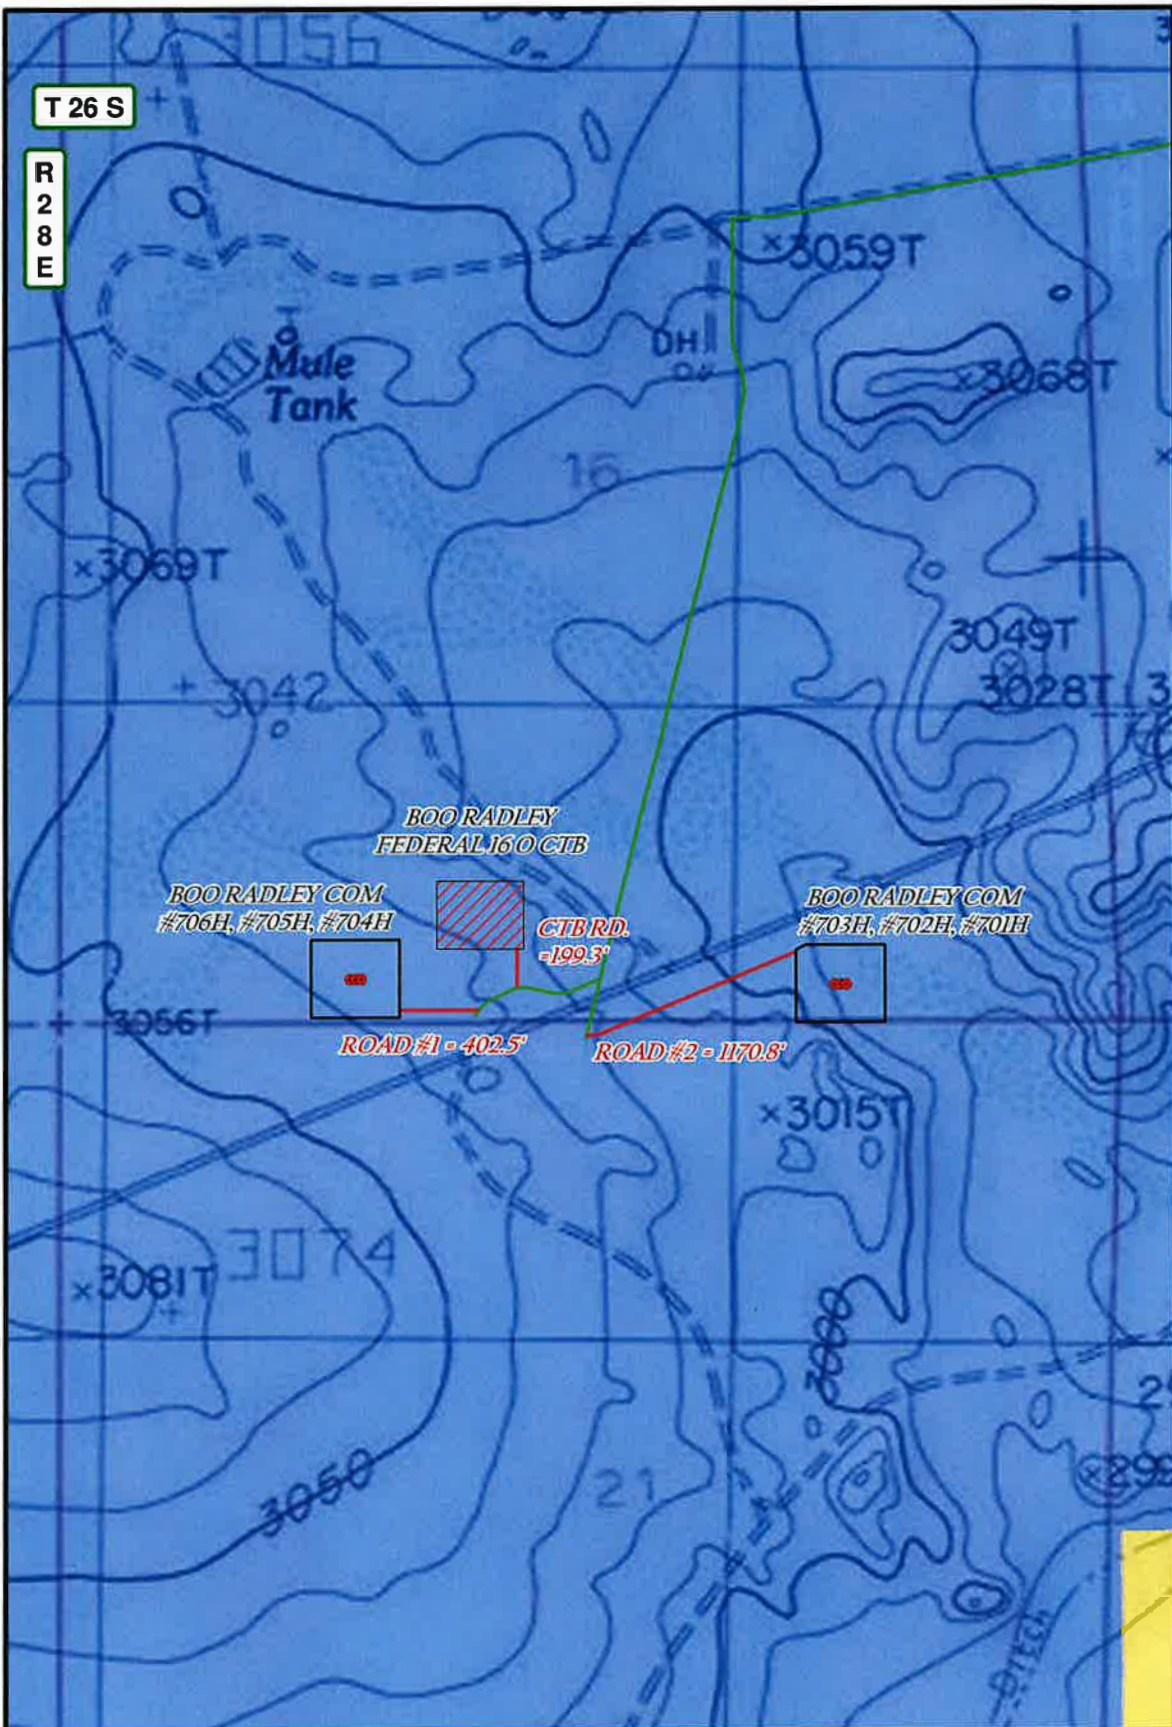 3056
T 26 S
R
2
8
E
×3059T
DH
Mule
Tank
×3068T
16
×3069T
3049T
3042
3028T
BOO RADLEY
FEDERAL 16 O CTB
BOO RADLEY COM
#706H, #705H, #704H
BOO RADLEY COM
#703H, #702H, #701H
CTB RD.
=199.3'
3056T
ROAD #1 = 402.5'
ROAD #2 = 1170.8'
×3015T
3074
×3081T
3000
3050
21
Ditch